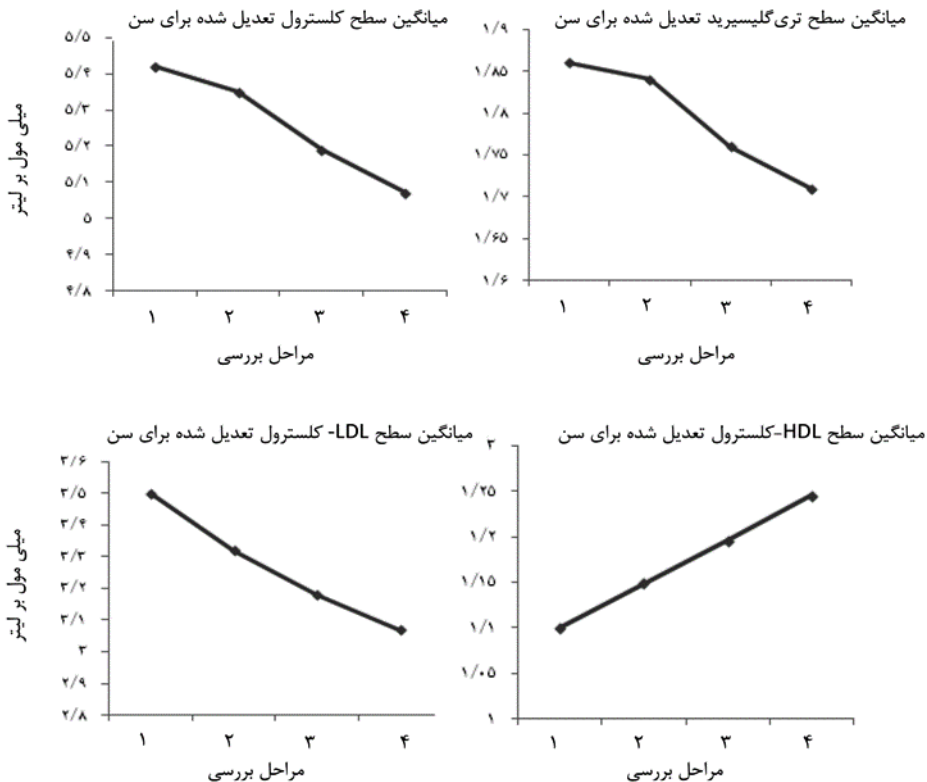 میانگین سطح کلسترول تعدیل شده برای سن
۵/۵
۵/۴
۵/۳
۵/۲
۵/۱
۵
۴/۹
۴/۸
میلی مول بر لیتر
۱ ۲ ۳ ۴
مراحل بررسی
میانگین سطح تری‌گلیسیرید تعدیل شده برای سن
۱/۹
۱/۸۵
۱/۸
۱/۷۵
۱/۷
۱/۶۵
۱/۶
۱ ۲ ۳ ۴
مراحل بررسی
میانگین سطح LDL- کلسترول تعدیل شده برای سن
۳/۶
۳/۵
۳/۴
۳/۳
۳/۲
۳/۱
۳
۲/۹
۲/۸
میلی مول بر لیتر
۱ ۲ ۳ ۴
مراحل بررسی
میانگین سطح HDL-کلسترول تعدیل شده برای سن
۱/۲۵
۱/۲
۱/۱۵
۱/۱
۱/۰۵
۱
۱ ۲ ۳ ۴
مراحل بررسی